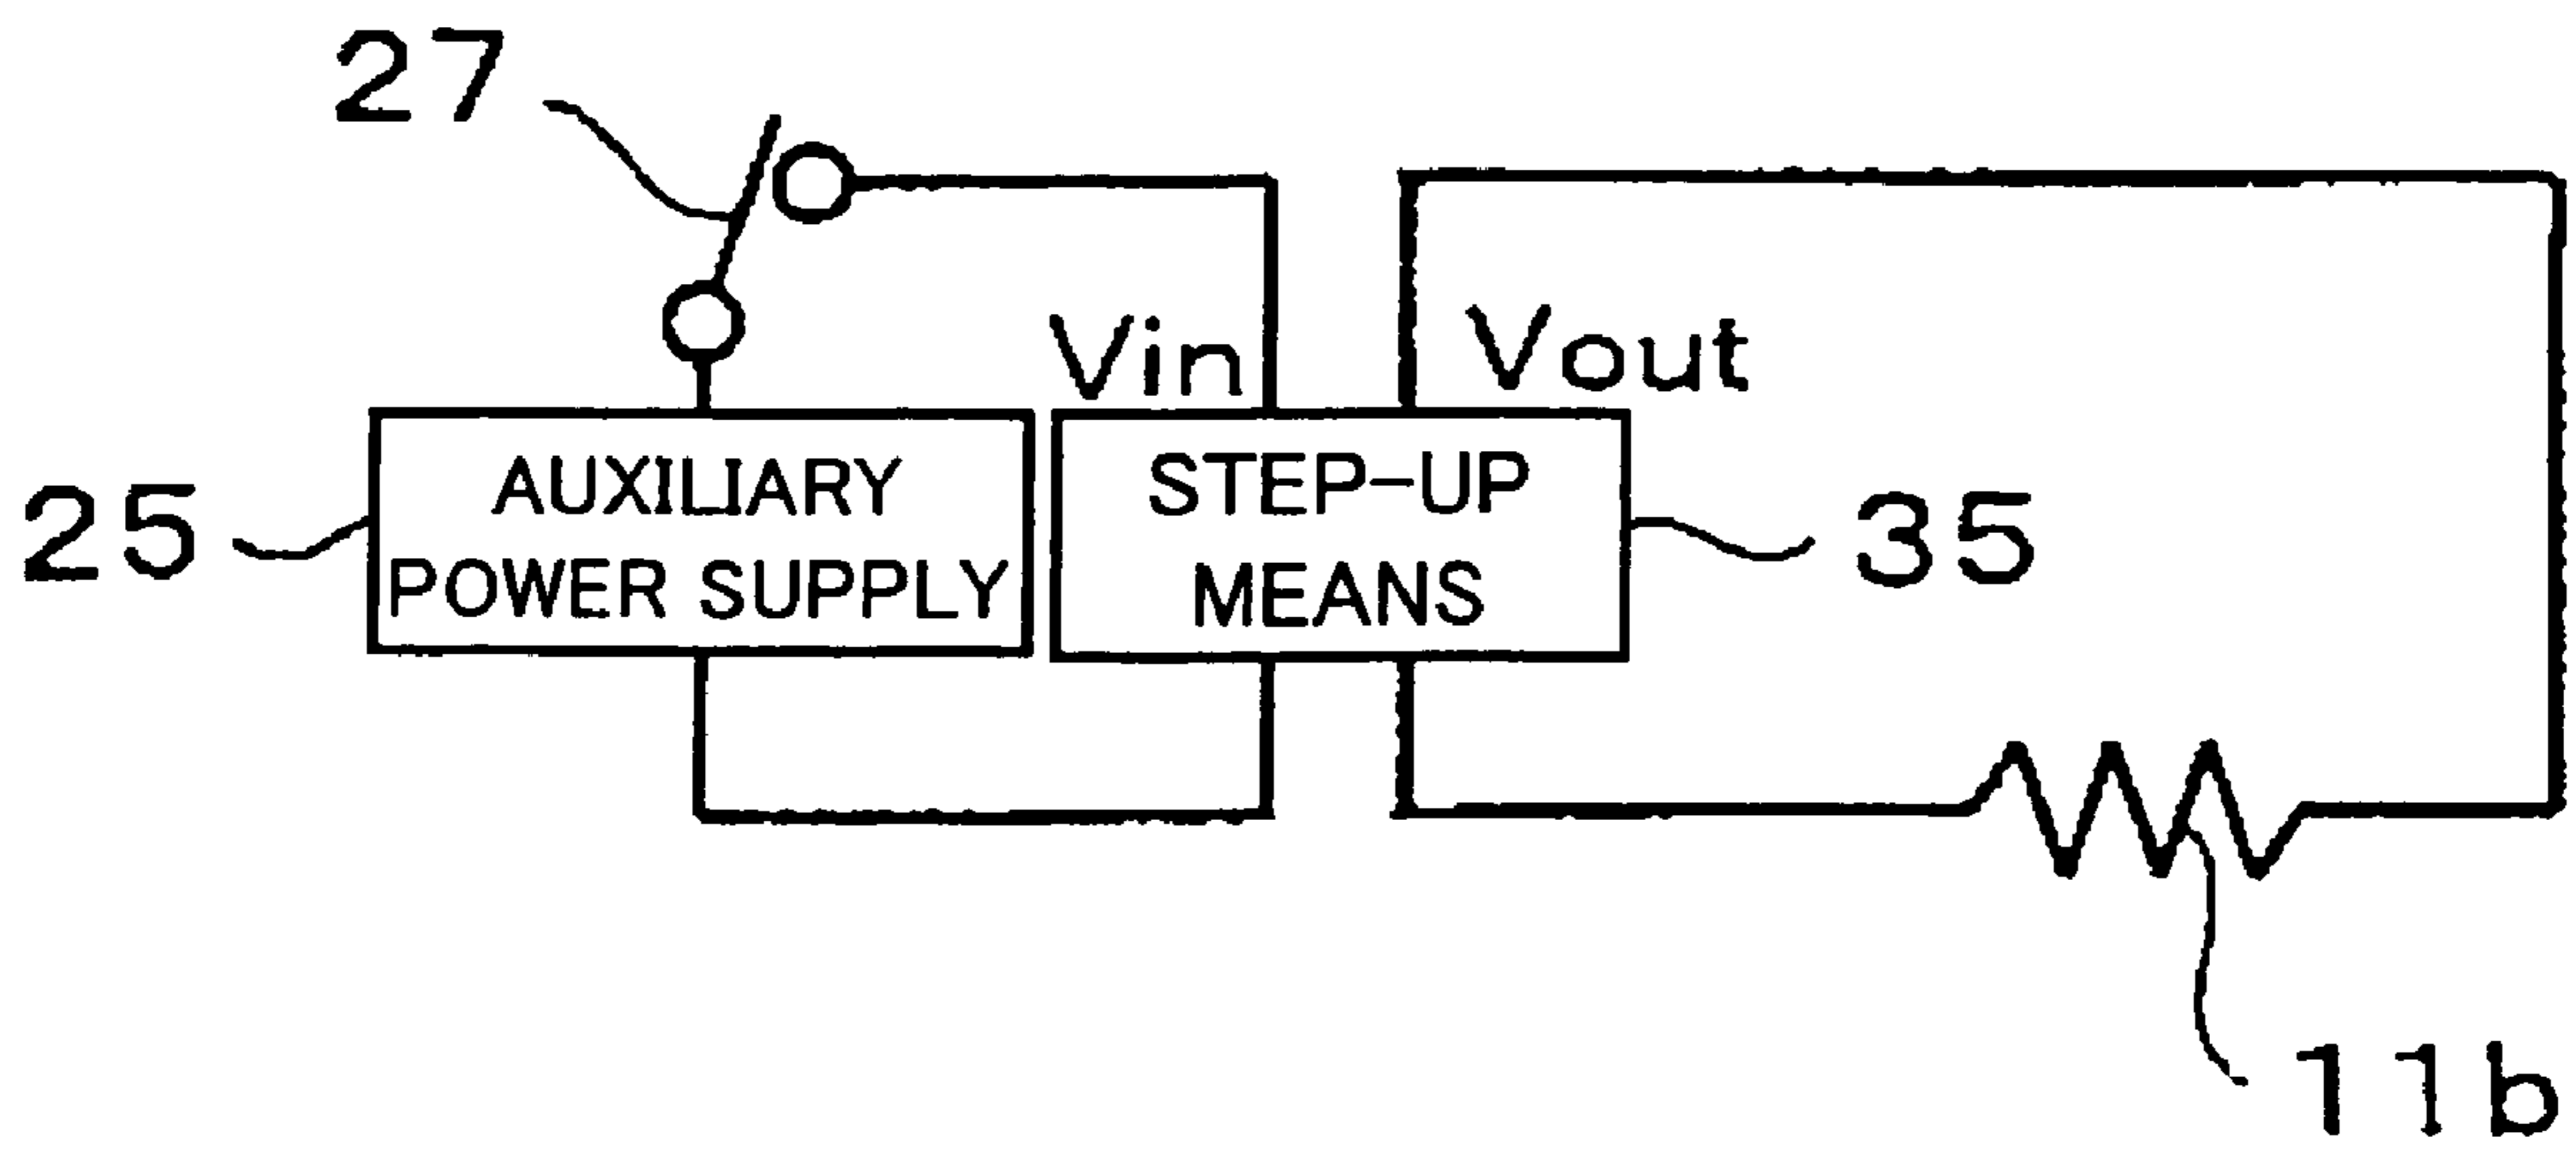 27
Vin
Vout
25
AUXILIARY
POWER SUPPLY
STEP-UP
MEANS
35
11b